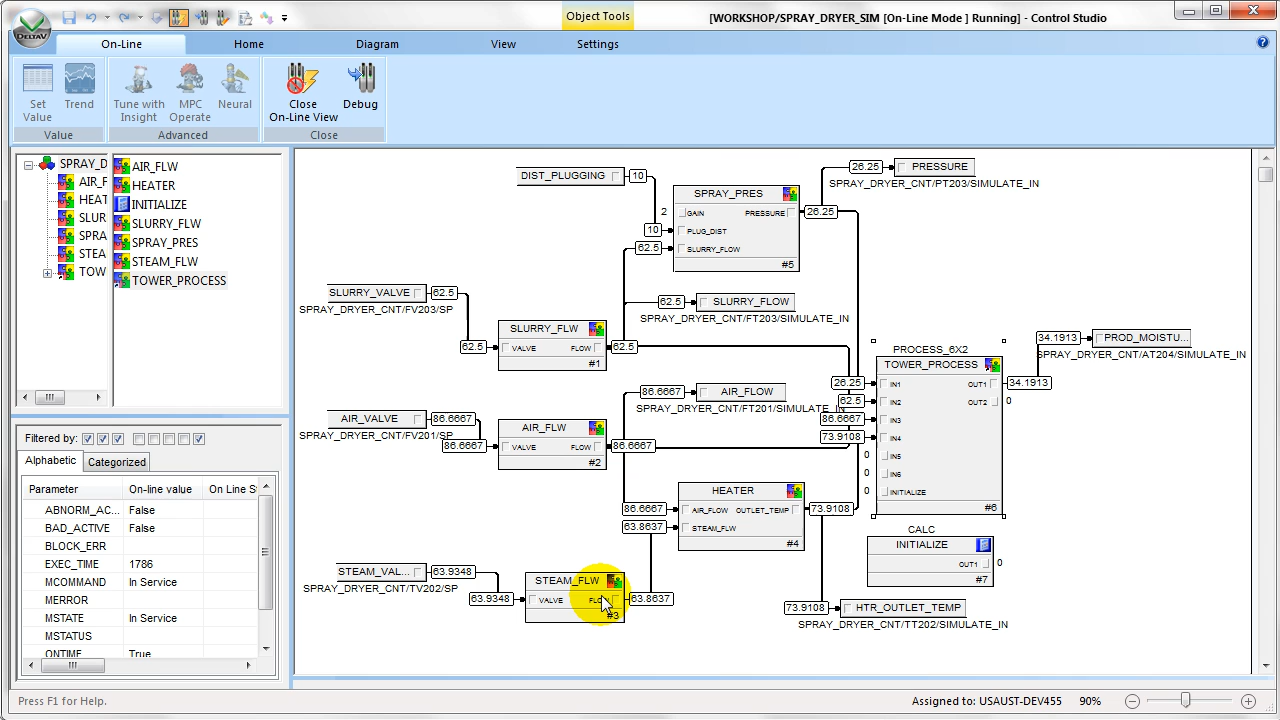 DELTAV
Object Tools
[WORKSHOP/SPRAY_DRYER_SIM [On-Line Mode ] Running] - Control Studio
On-Line
Home
Diagram
View
Settings
Set Value
Trend
Tune with Insight
MPC Operate
Neural
Close On-Line View
Debug
Value
Advanced
Close
SPRAY_D
AIR_F
HEAT
SLUR
SPRA
STEA
TOW
AIR_FLW
HEATER
INITIALIZE
SLURRY_FLW
SPRAY_PRES
STEAM_FLW
TOWER_PROCESS
Filtered by:
Alphabetic
Categorized
Parameter On-line value On Line S
ABNORM_AC... False
BAD_ACTIVE False
BLOCK_ERR
EXEC_TIME 1786
MCOMMAND In Service
MERROR
MSTATE In Service
MSTATUS
ONTIME True
DIST_PLUGGING 10
26.25 PRESSURE
SPRAY_DRYER_CNT/PT203/SIMULATE_IN
SPRAY_PRES
2 GAIN PRESSURE 26.25
10 PLUG_DIST
62.5 SLURRY_FLOW
#5
SLURRY_VALVE 62.5
SPRAY_DRYER_CNT/FV203/SP
62.5 SLURRY_FLOW
SPRAY_DRYER_CNT/FT203/SIMULATE_IN
SLURRY_FLW
62.5 VALVE FLOW 62.5
#1
34.1913 PROD_MOISTU...
SPRAY_DRYER_CNT/AT204/SIMULATE_IN
PROCESS_6X2
TOWER_PROCESS
26.25 IN1 OUT1 34.1913
62.5 IN2 OUT2 0
86.6667 IN3
73.9108 IN4
0 IN5
0 IN6
0 INITIALIZE
#6
86.6667 AIR_FLOW
SPRAY_DRYER_CNT/FT201/SIMULATE_IN
AIR_VALVE 86.6667
SPRAY_DRYER_CNT/FV201/SP
AIR_FLW
86.6667 VALVE FLOW 86.6667
#2
HEATER
86.6667 AIR_FLOW OUTLET_TEMP 73.9108
63.8637 STEAM_FLW
#4
CALC
INITIALIZE
OUT1 0
#7
STEAM_VAL... 63.9348
SPRAY_DRYER_CNT/TV202/SP
STEAM_FLW
63.9348 VALVE FLO 63.8637
#3
73.9108 HTR_OUTLET_TEMP
SPRAY_DRYER_CNT/TT202/SIMULATE_IN
Press F1 for Help.
Assigned to: USAUST-DEV455 90%